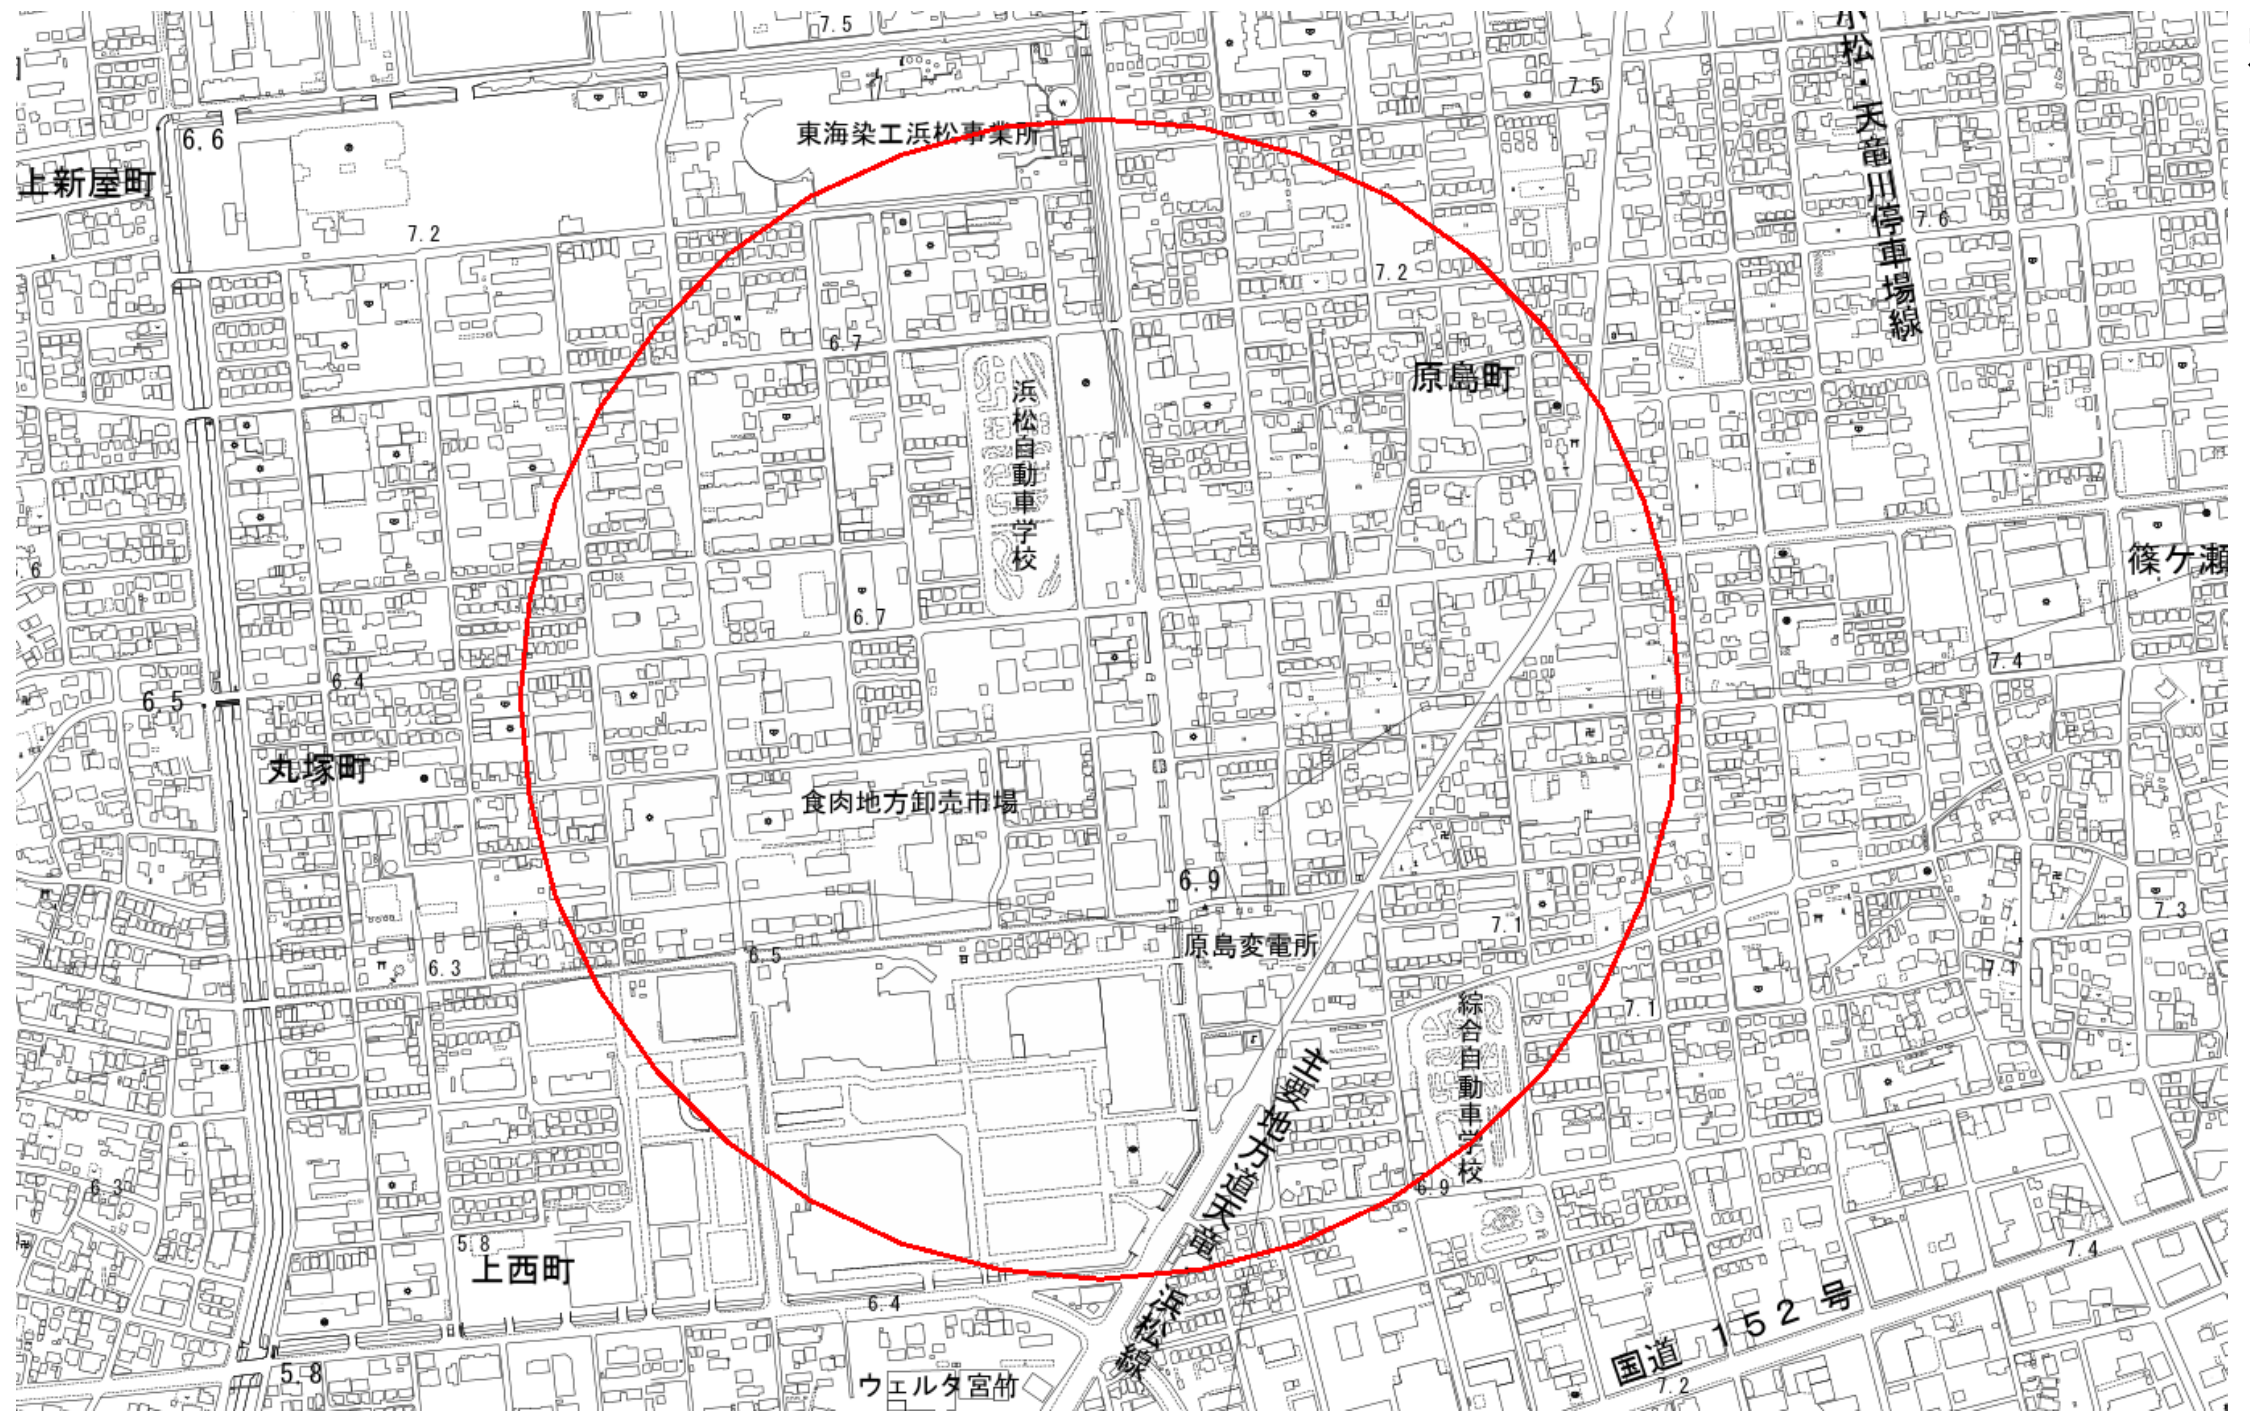 7.5
小松・天竜川停車場線
7.5
6.6
東海染工浜松事業所
上新屋町
7.2
7.6
7.2
6.7
原島町
浜松自動車学校
7.4
篠ケ瀬
6
6.7
7.4
6.4
6.5
丸塚町
食肉地方卸売市場
6.9
7.3
7.1
原島変電所
6.5
6.3
7.1
綜合自動車学校
7.1
主要地方道天竜浜松線
6.3
6.9
5.8
上西町
7.4
6.4
国道152号
5.8
ウェルタ宮竹
7.2